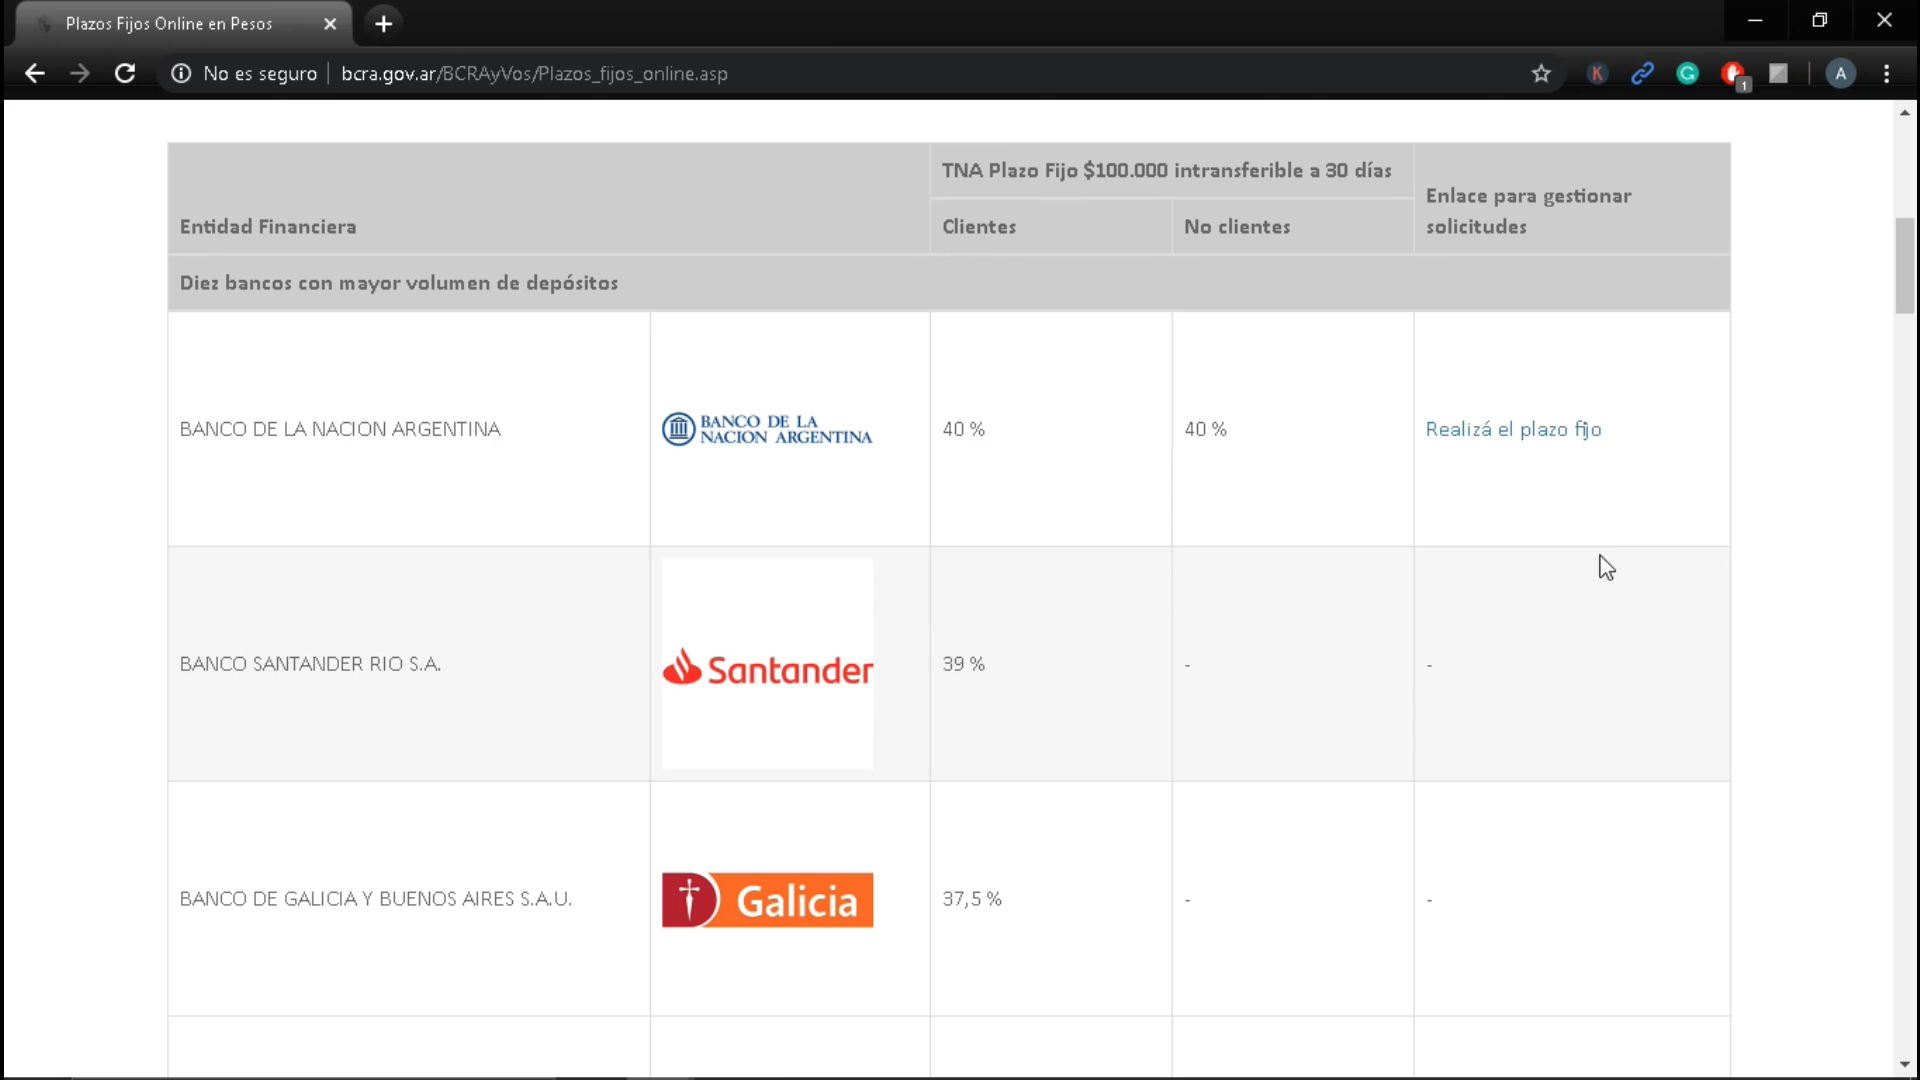 Plazos Fijos Online en Pesos
No es seguro
bcra.gov.ar/BCRAyVos/Plazos_fijos_online.asp
K
G
1
A
Entidad Financiera
TNA Plazo Fijo $100.000 intransferible a 30 días
Clientes
No clientes
Enlace para gestionar
solicitudes
Diez bancos con mayor volumen de depósitos
BANCO DE LA NACION ARGENTINA
BANCO DE LA
NACION ARGENTINA
40 %
40 %
Realizá el plazo fijo
BANCO SANTANDER RIO S.A.
Santander
39 %
-
-
BANCO DE GALICIA Y BUENOS AIRES S.A.U.
Galicia
37,5 %
-
-